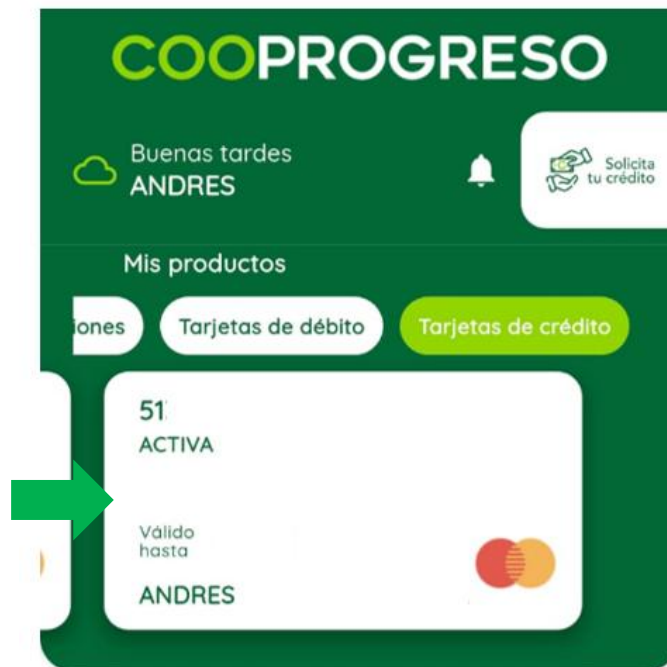 COOPROGRESO
Buenas tardes
ANDRES
Solicita
tu crédito
Mis productos
iones
Tarjetas de débito
Tarjetas de crédito
51
ACTIVA
Válido
hasta
ANDRES